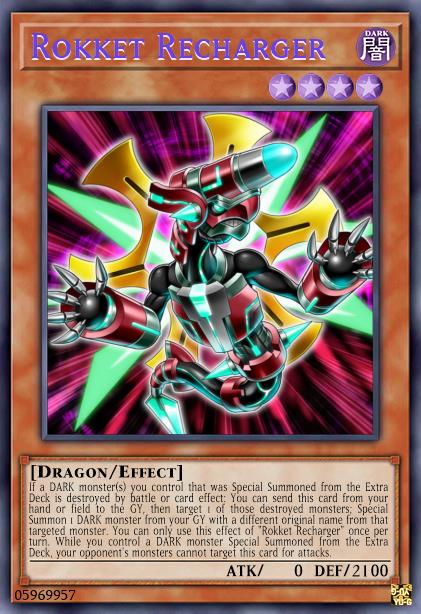 Rokket Recharger
DARK
闇
[Dragon/Effect]
If a DARK monster(s) you control that was Special Summoned from the Extra
Deck is destroyed by battle or card effect: You can send this card from your
hand or field to the GY, then target 1 of those destroyed monsters; Special
Summon 1 DARK monster from your GY with a different original name from that
targeted monster. You can only use this effect of "Rokket Recharger" once per
turn. While you control a DARK monster Special Summoned from the Extra
Deck, your opponent's monsters cannot target this card for attacks.
ATK/ 0 DEF/2100
05969957